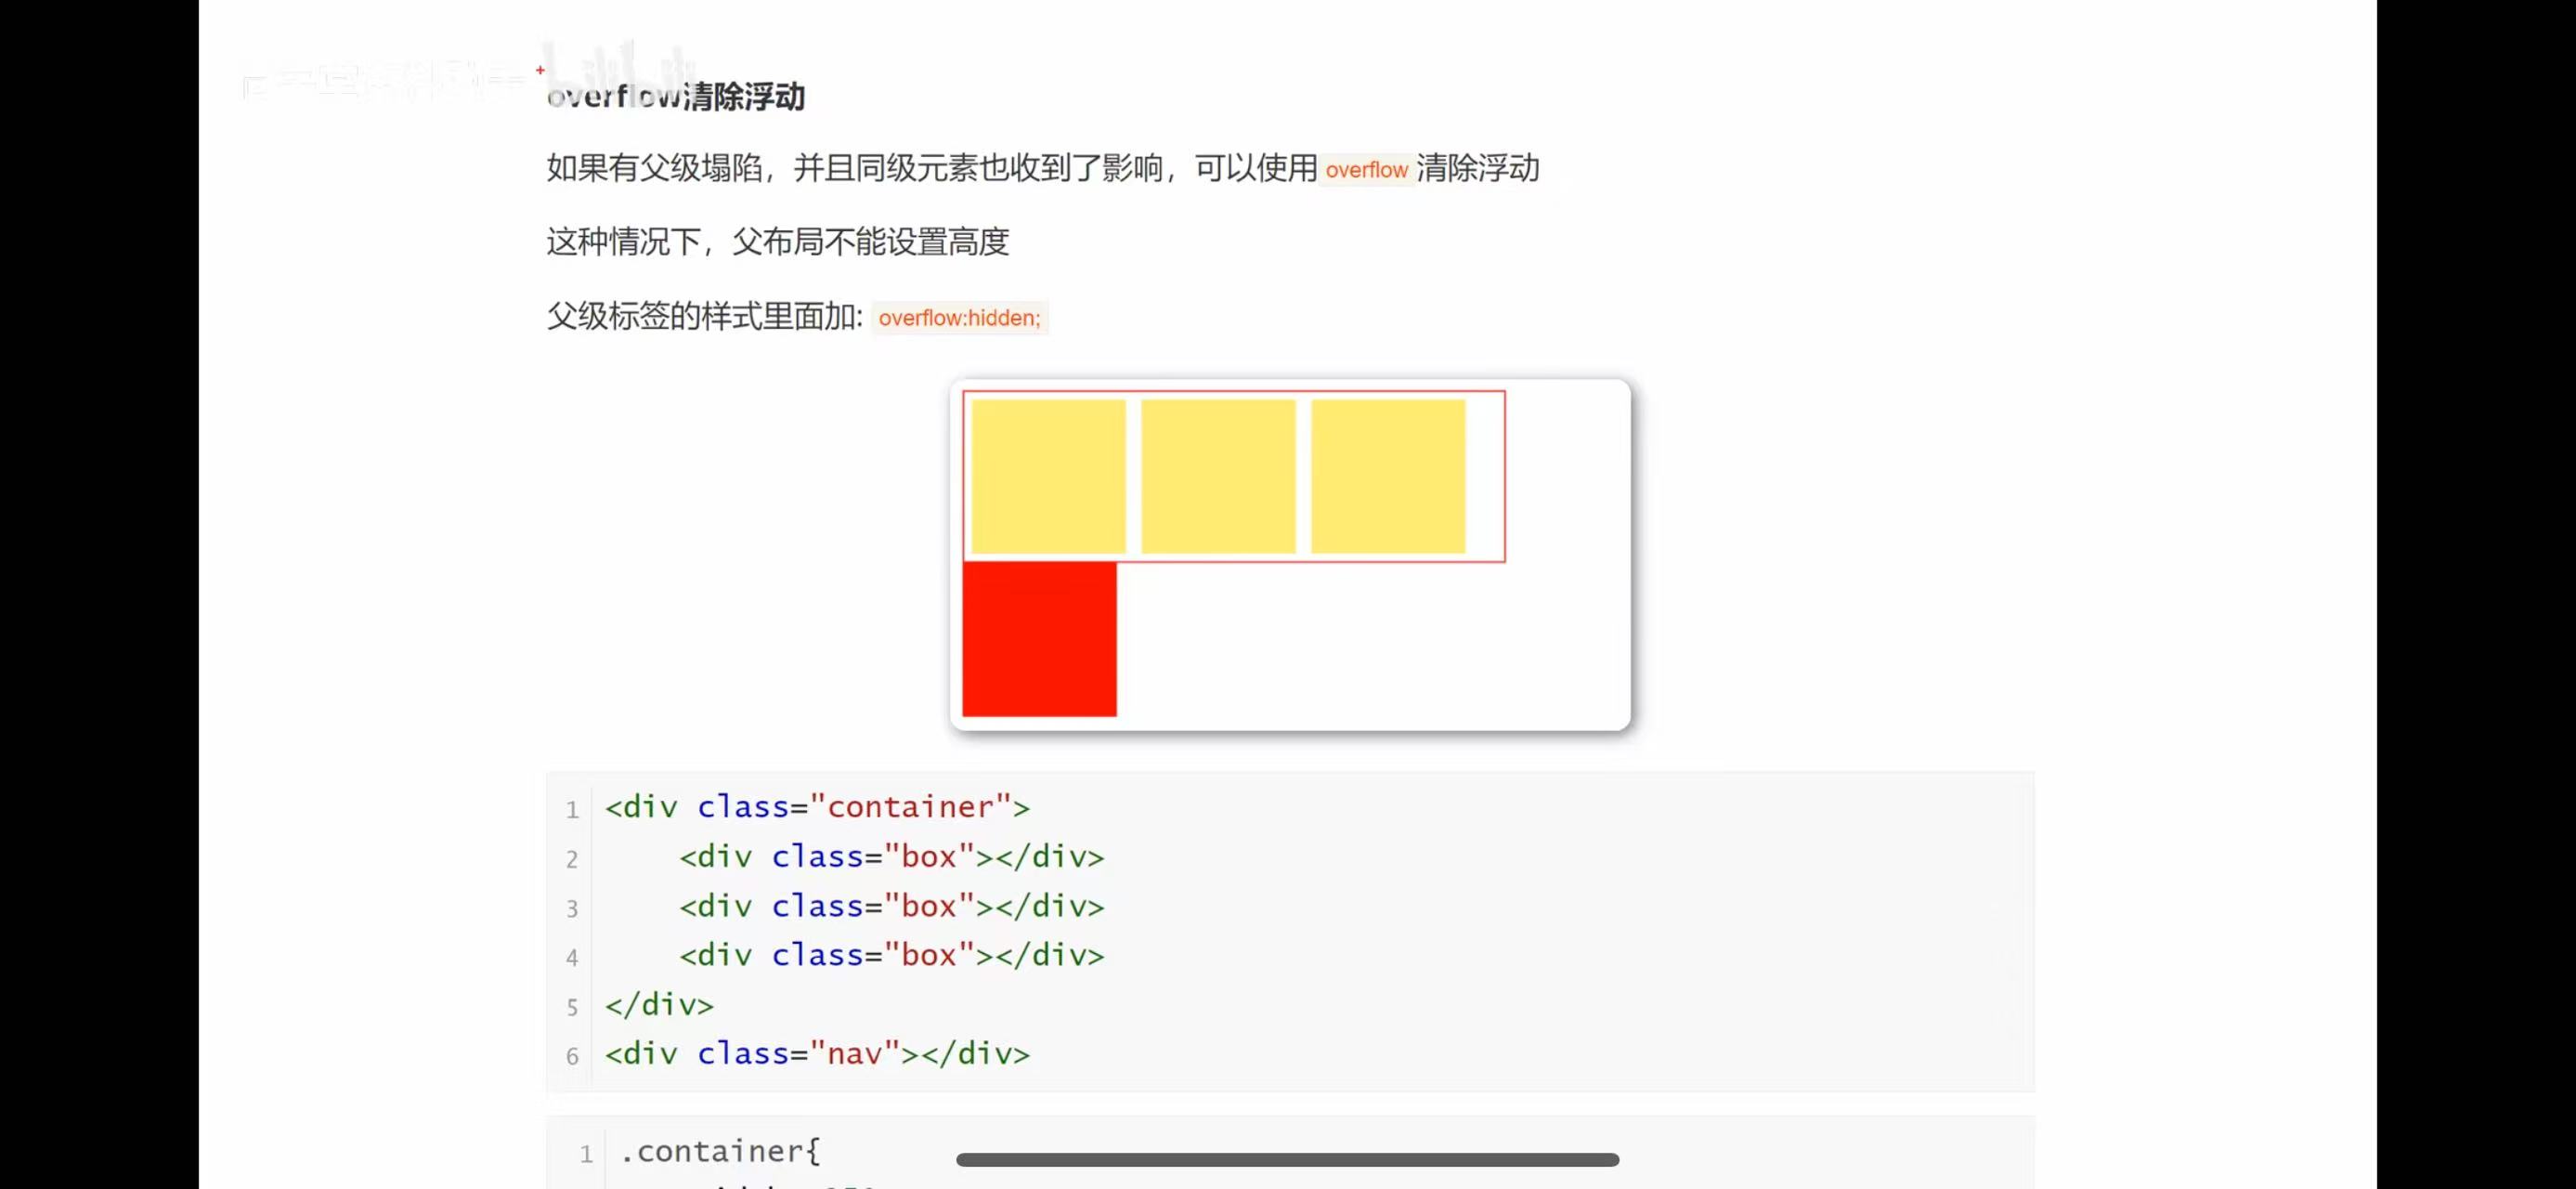 overflow清除浮动
如果有父级塌陷，并且同级元素也收到了影响，可以使用 overflow 清除浮动
这种情况下，父布局不能设置高度
父级标签的样式里面加: overflow:hidden;
1 <div class="container">
2     <div class="box"></div>
3     <div class="box"></div>
4     <div class="box"></div>
5 </div>
6 <div class="nav"></div>
1 .container{